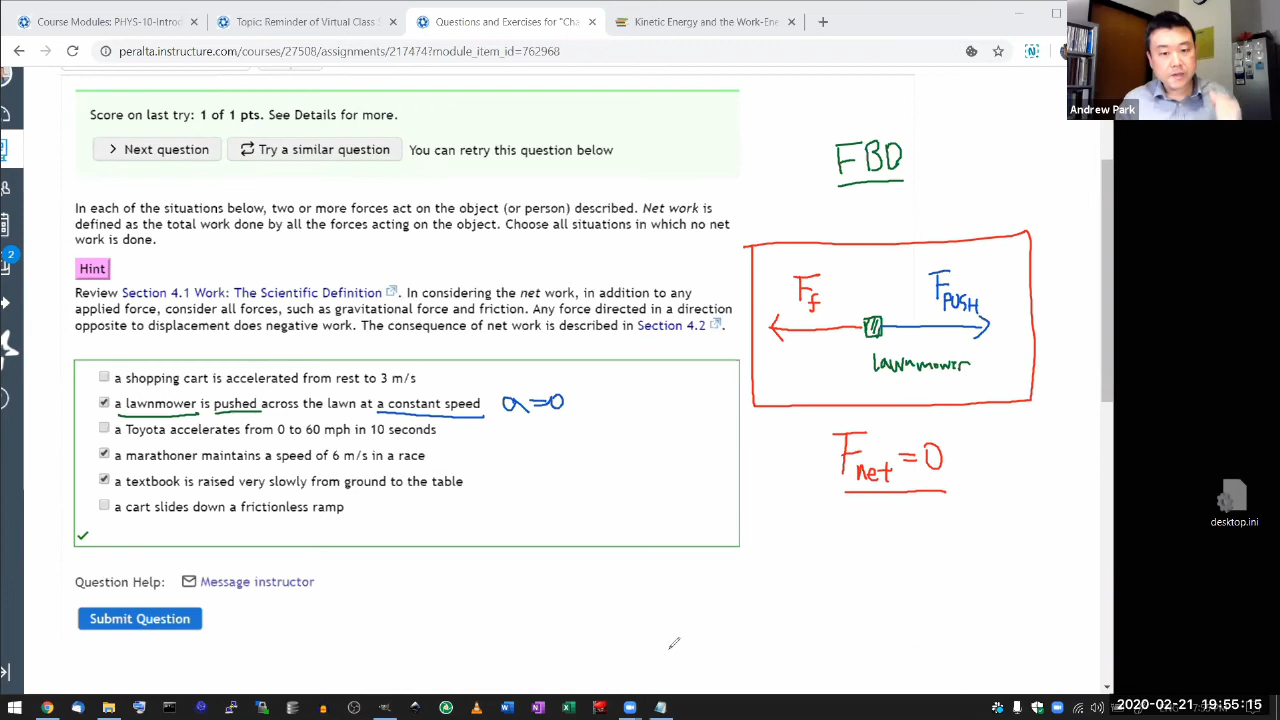 Course Modules: PHYS-10-Introd
Topic Reminder of Virtual Class S
Questions and Exercises for "Cha
Kinetic Energy and the Work-Ene
peralta.instructure.com/courses/27508/assignments/217474?module_item_id=762968
Andrew Park
Score on last try: 1 of 1 pts. See Details for more.
Next question
Try a similar question
You can retry this question below
FBD
In each of the situations below, two or more forces act on the object (or person) described. Net work is
defined as the total work done by all the forces acting on the object. Choose all situations in which no net
work is done.
Hint
Review Section 4.1 Work: The Scientific Definition. In considering the net work, in addition to any
applied force, consider all forces, such as gravitational force and friction. Any force directed in a direction
opposite to displacement does negative work. The consequence of net work is described in Section 4.2.
2
Ff
FPUSH
lawnmower
a shopping cart is accelerated from rest to 3 m/s
a lawnmower is pushed across the lawn at a constant speed a=0
a Toyota accelerates from 0 to 60 mph in 10 seconds
a marathoner maintains a speed of 6 m/s in a race
a textbook is raised very slowly from ground to the table
a cart slides down a frictionless ramp
Fnet=0
desktop.ini
Question Help: Message instructor
Submit Question
2020-02-21 19:55:15